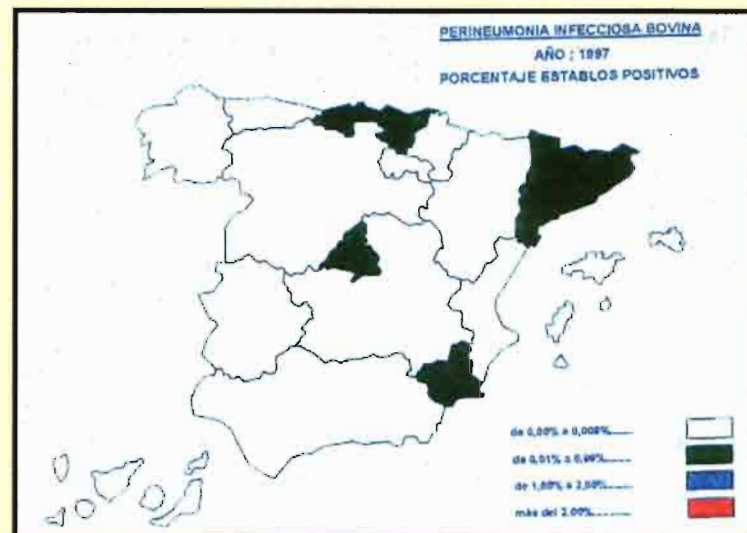 PERINEUMONIA INFECCIOSA BOVINA
AÑO : 1997
PORCENTAJE ESTABLOS POSITIVOS
de 0,00% a 0,009%........
de 0,01% a 0,99%........
de 1,00% a 2,00%........
más del 2,00%............